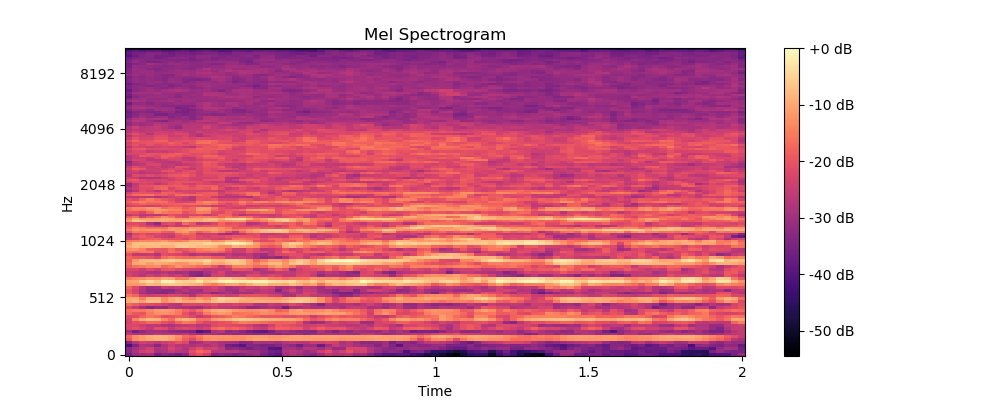 Mel Spectrogram
Hz
8192
4096
2048
1024
512
0
0
0.5
1
1.5
2
Time
+0 dB
-10 dB
-20 dB
-30 dB
-40 dB
-50 dB